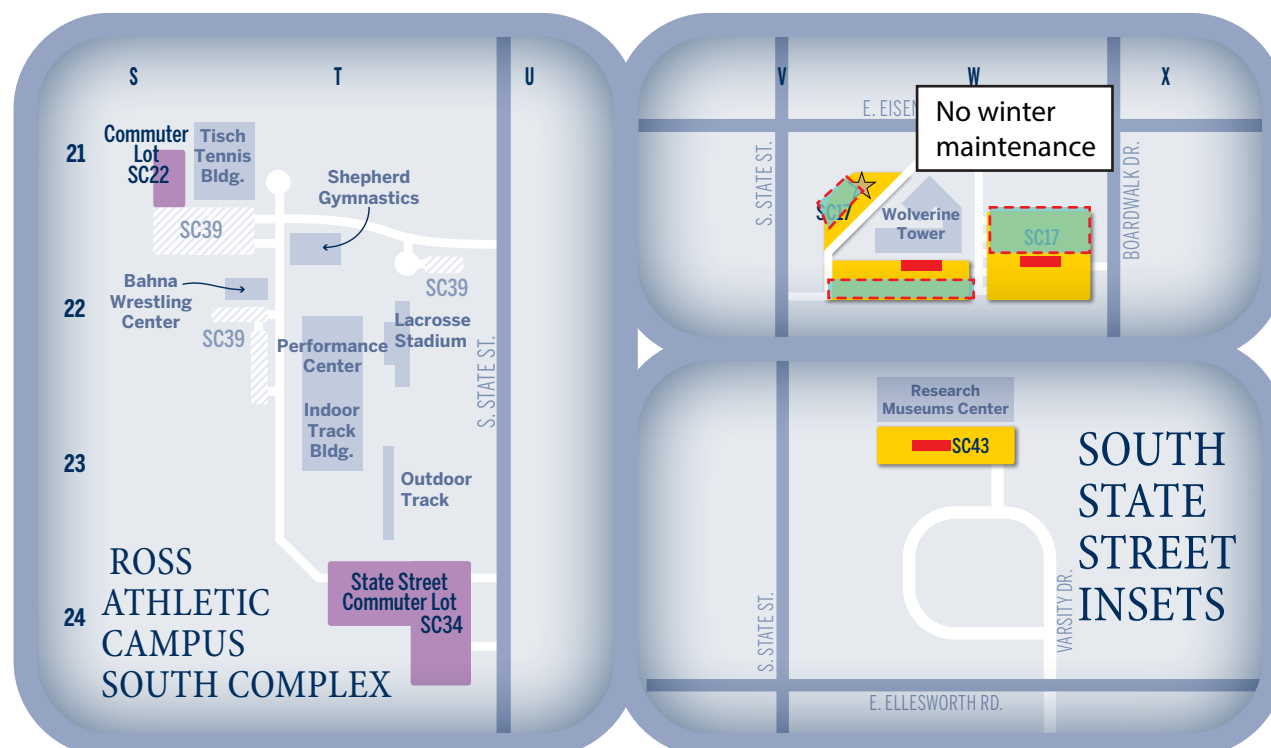 S
T
U
21
22
23
24
Commuter
Lot
SC22
Tisch
Tennis
Bldg.
SC39
Shepherd
Gymnastics
Bahna
Wrestling
Center
SC39
SC39
Lacrosse
Stadium
Performance
Center
Indoor
Track
Bldg.
S. STATE ST.
Outdoor
Track
State Street
Commuter Lot
SC34
ROSS
ATHLETIC
CAMPUS
SOUTH COMPLEX
V
W
X
E. EISEN
No winter
maintenance
S. STATE ST.
BOARDWALK DR.
SC17
Wolverine
Tower
SC17
Research
Museums Center
SC43
SOUTH
STATE
STREET
INSETS
S. STATE ST.
VARSITY DR.
E. ELLESWORTH RD.